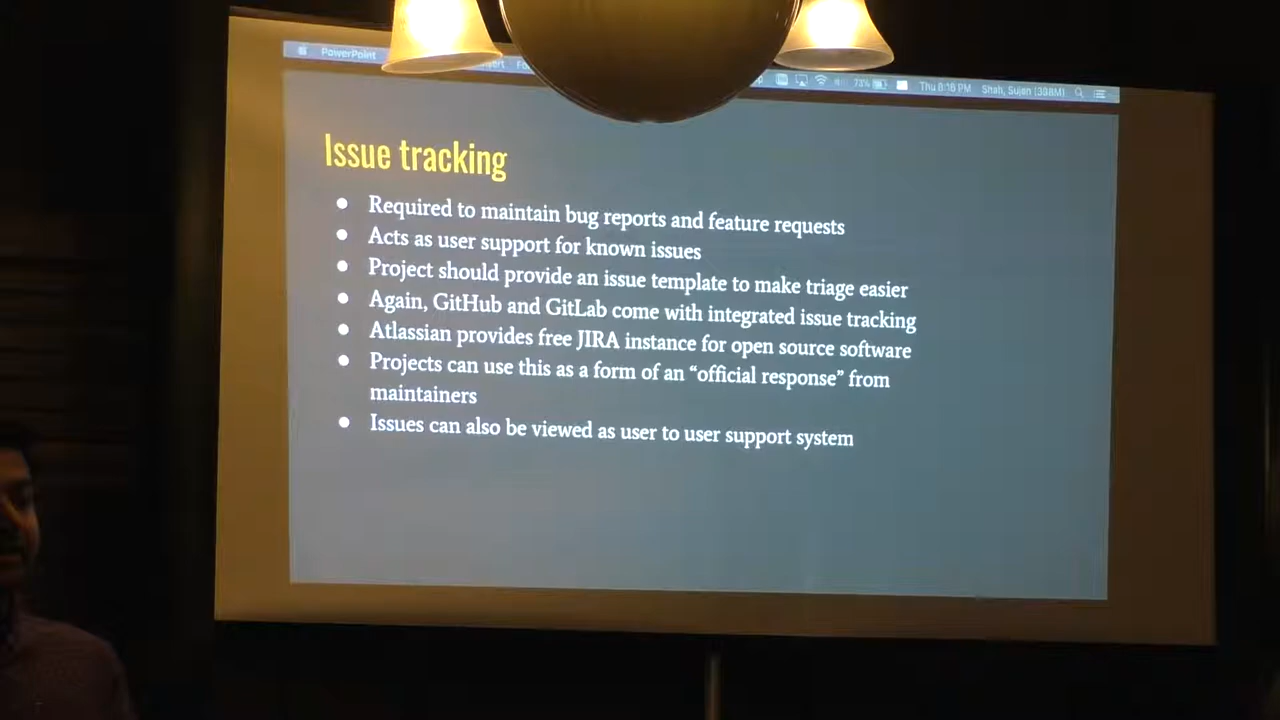 PowerPoint
73%
Thu 8:16 PM
Shah, Sujen (398M)
Issue tracking
● Required to maintain bug reports and feature requests
● Acts as user support for known issues
● Project should provide an issue template to make triage easier
● Again, GitHub and GitLab come with integrated issue tracking
● Atlassian provides free JIRA instance for open source software
● Projects can use this as a form of an “official response” from
maintainers
● Issues can also be viewed as user to user support system